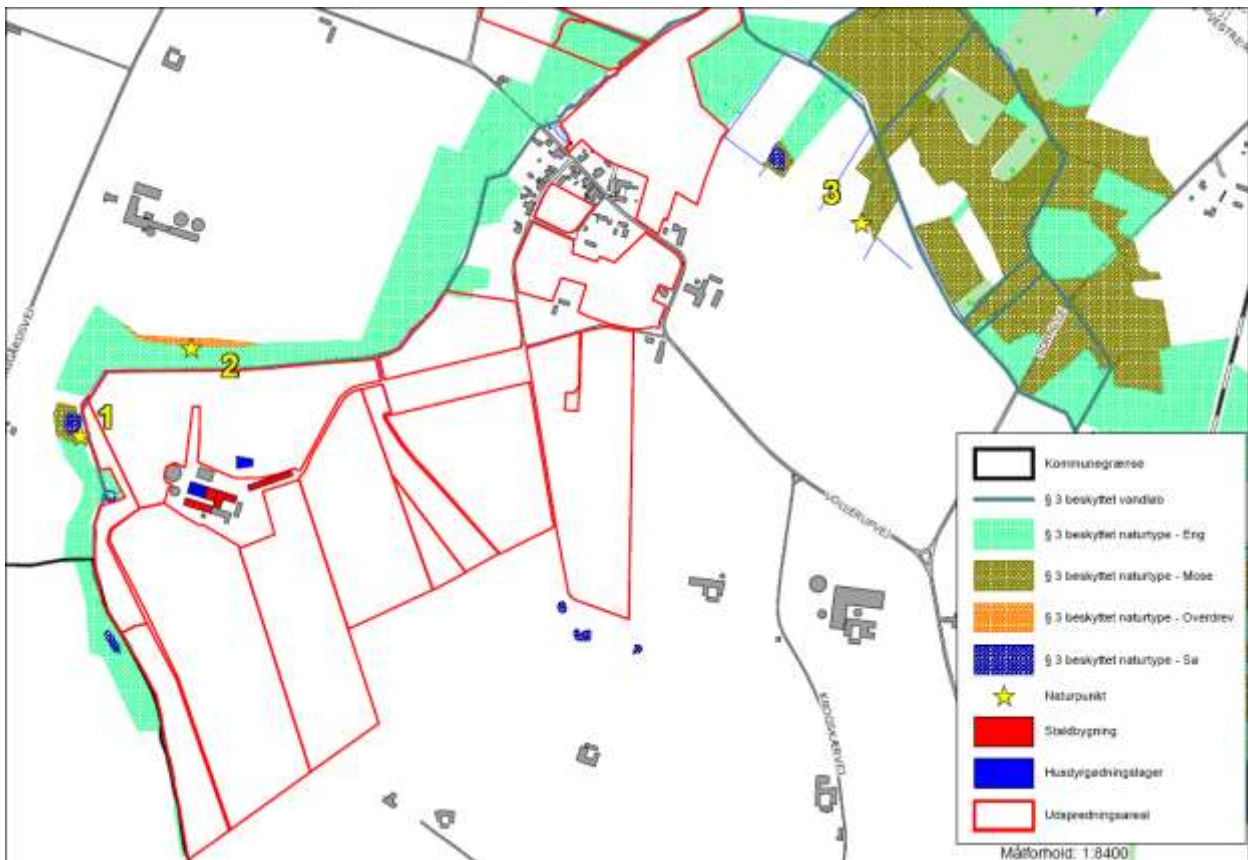 3
2
1
KROGSKÆRVEJ
Kommunegrænse
§ 3 beskyttet vandløb
§ 3 beskyttet naturtype - Eng
§ 3 beskyttet naturtype - Mose
§ 3 beskyttet naturtype - Overdrev
§ 3 beskyttet naturtype - Sø
Naturpunkt
Staldbygning
Husdyrgødningslager
Udspredningsareal
Målforhold: 1:8400